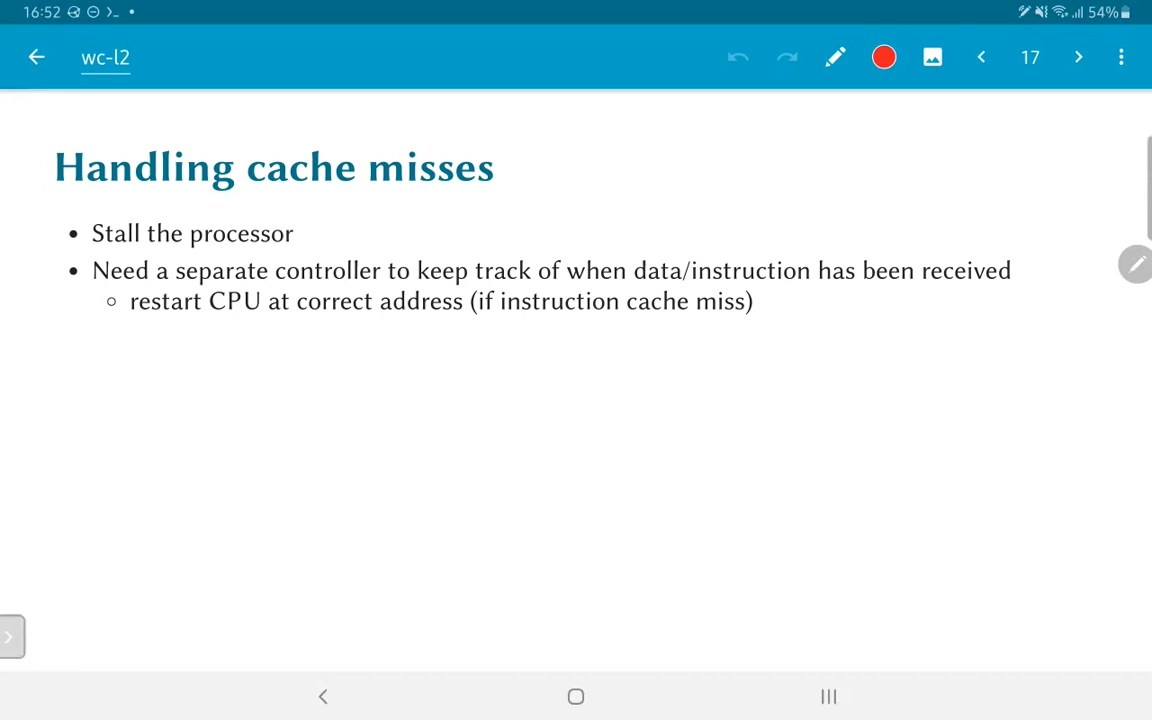 16:52 54%
wc-l2 17
Handling cache misses
• Stall the processor
• Need a separate controller to keep track of when data/instruction has been received
◦ restart CPU at correct address (if instruction cache miss)